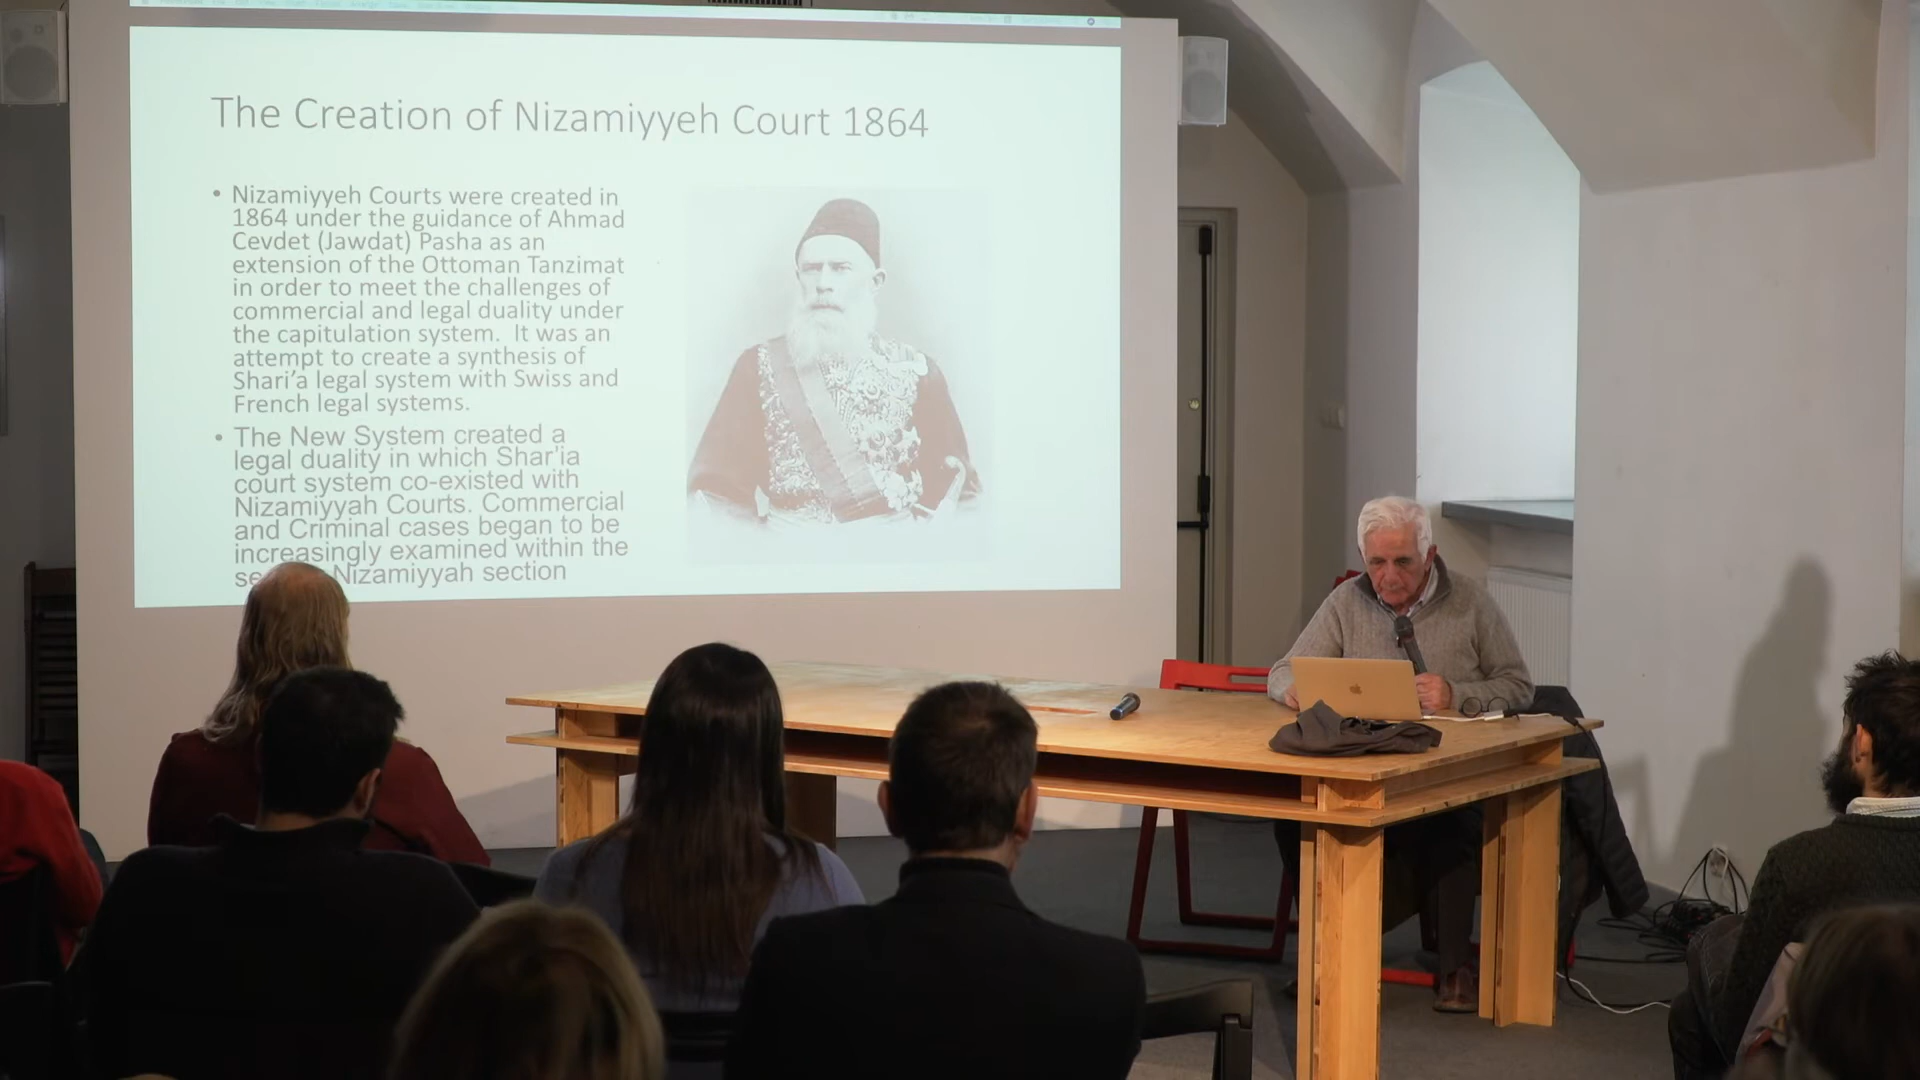 The Creation of Nizamiyyeh Court 1864
• Nizamiyyeh Courts were created in
1864 under the guidance of Ahmad
Cevdet (Jawdat) Pasha as an
extension of the Ottoman Tanzimat
in order to meet the challenges of
commercial and legal duality under
the capitulation system. It was an
attempt to create a synthesis of
Shari’a legal system with Swiss and
French legal systems.
• The New System created a
legal duality in which Shar’ia
court system co-existed with
Nizamiyyah Courts. Commercial
and Criminal cases began to be
increasingly examined within the
Nizamiyyah section